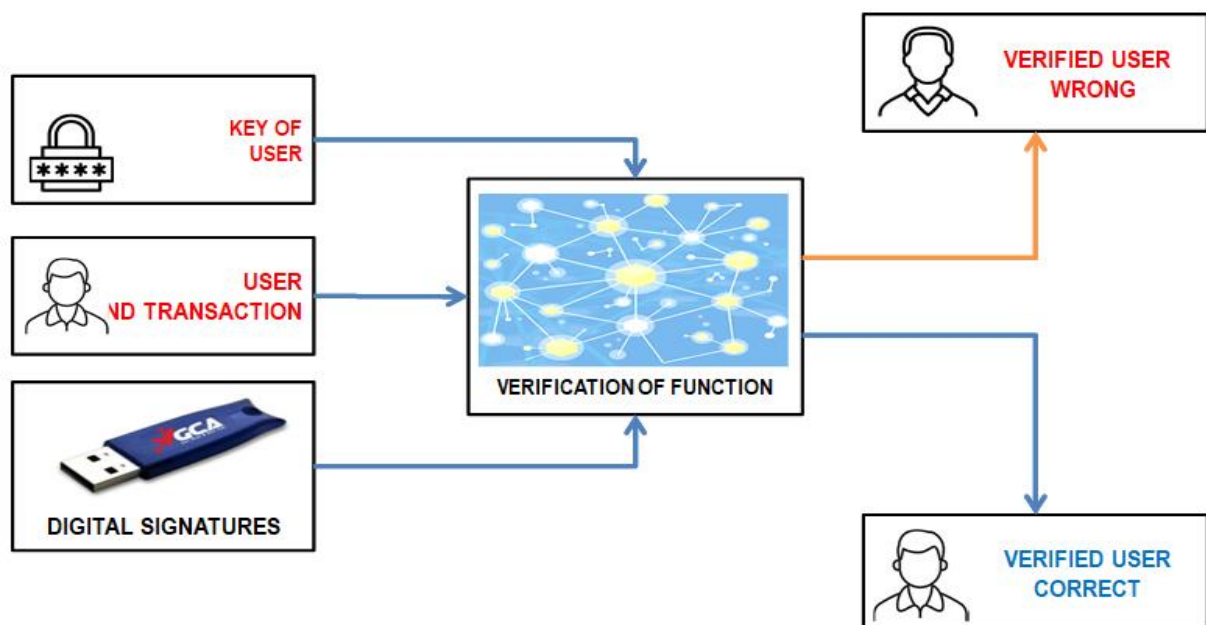 KEY OF
USER
****
USER
ND TRANSACTION
GCA
DIGITAL SIGNATURES
VERIFICATION OF FUNCTION
VERIFIED USER
WRONG
VERIFIED USER
CORRECT